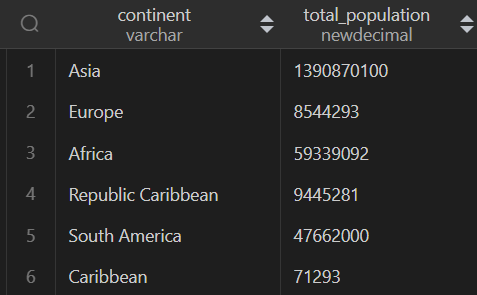 continent total_population
varchar newdecimal
1 Asia 1390870100
2 Europe 8544293
3 Africa 59339092
4 Republic Caribbean 9445281
5 South America 47662000
6 Caribbean 71293